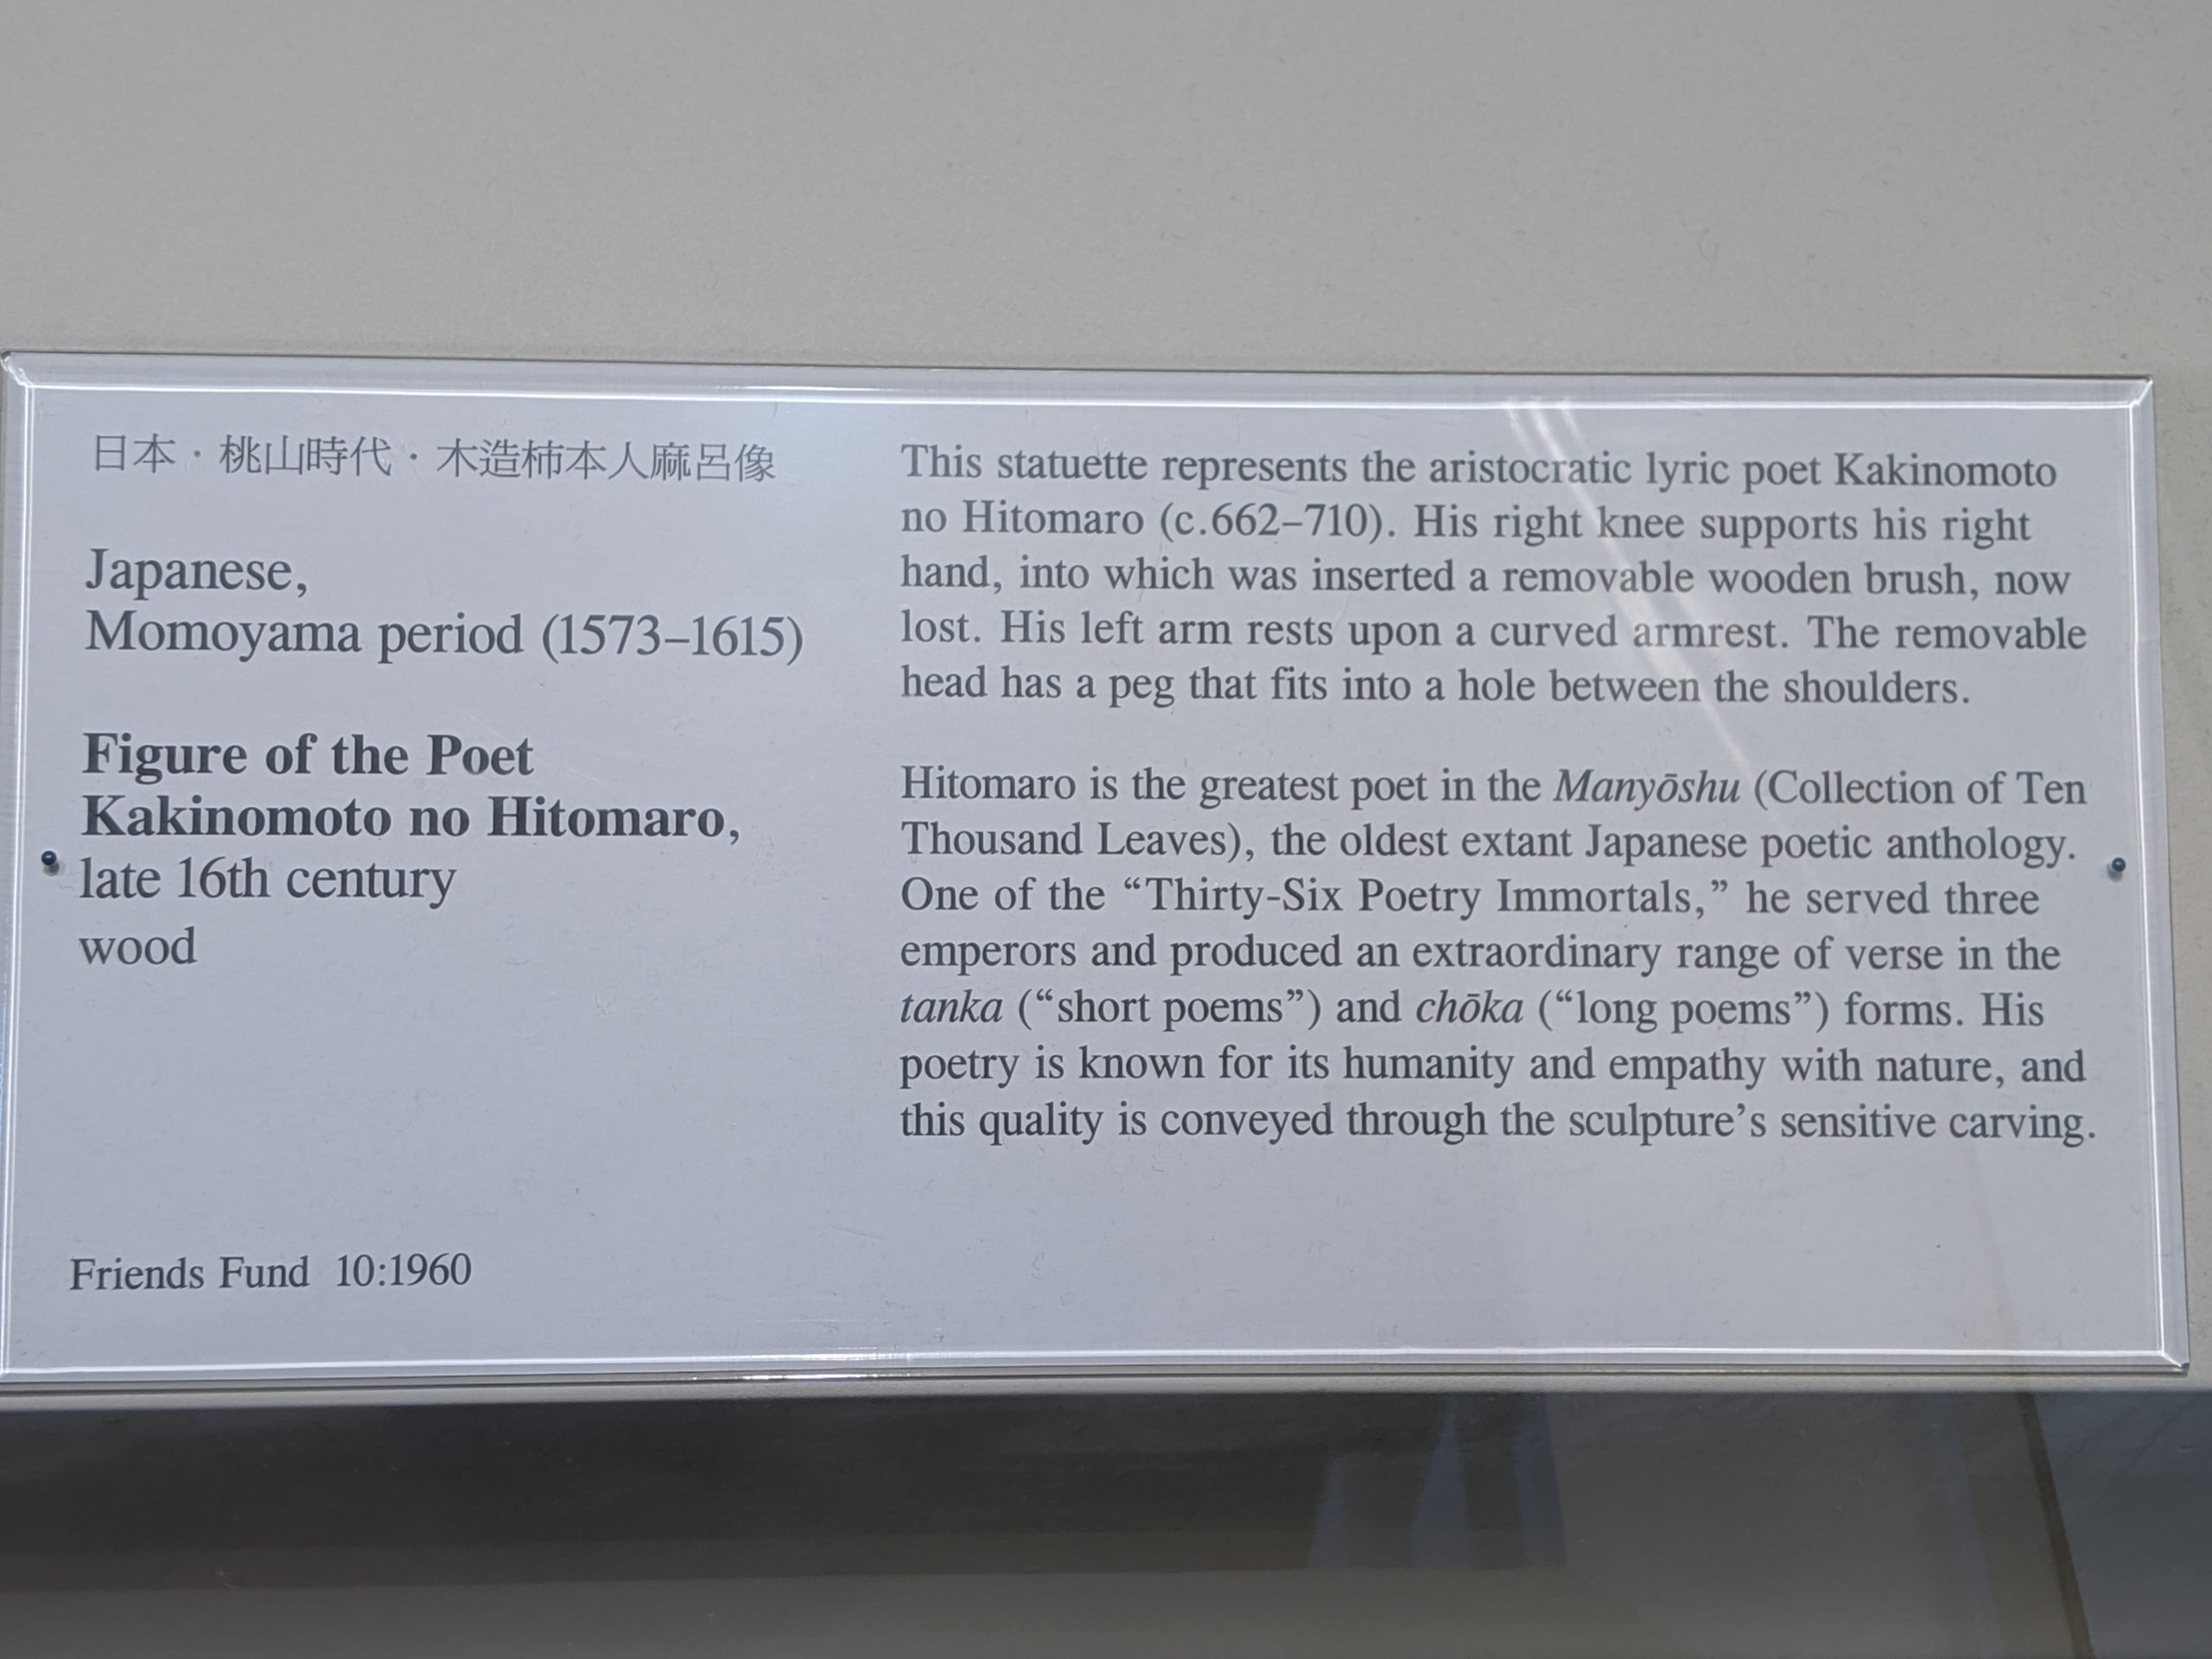 日本・桃山時代・木造柿本人麻呂像
Japanese,
Momoyama period (1573–1615)
Figure of the Poet
Kakinomoto no Hitomaro,
late 16th century
wood
Friends Fund 10:1960
This statuette represents the aristocratic lyric poet Kakinomoto
no Hitomaro (c.662–710). His right knee supports his right
hand, into which was inserted a removable wooden brush, now
lost. His left arm rests upon a curved armrest. The removable
head has a peg that fits into a hole between the shoulders.
Hitomaro is the greatest poet in the Manyōshu (Collection of Ten
Thousand Leaves), the oldest extant Japanese poetic anthology.
One of the “Thirty-Six Poetry Immortals,” he served three
emperors and produced an extraordinary range of verse in the
tanka (“short poems”) and chōka (“long poems”) forms. His
poetry is known for its humanity and empathy with nature, and
this quality is conveyed through the sculpture’s sensitive carving.